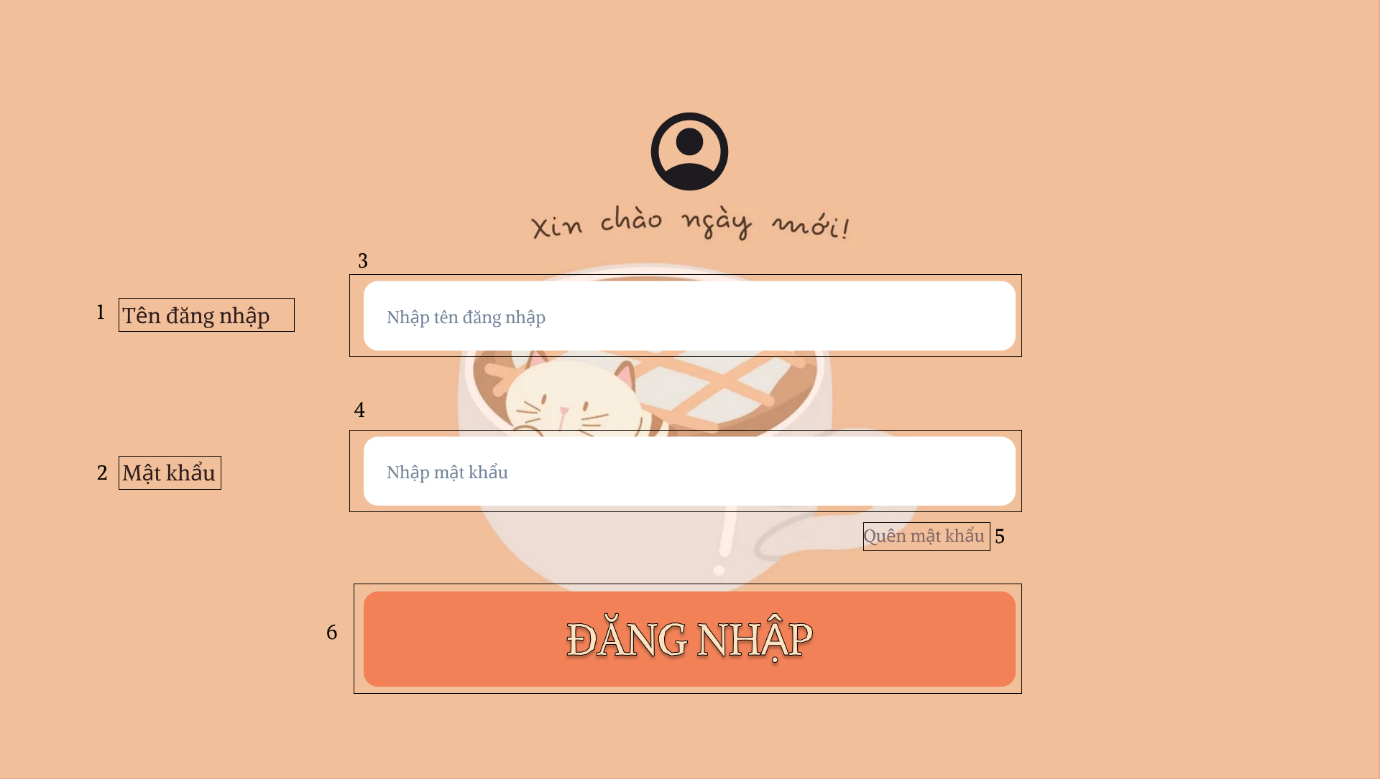 Xin chào ngày mới!
3
1 Tên đăng nhập
Nhập tên đăng nhập
4
2 Mật khẩu
Nhập mật khẩu
Quên mật khẩu 5
6 ĐĂNG NHẬP